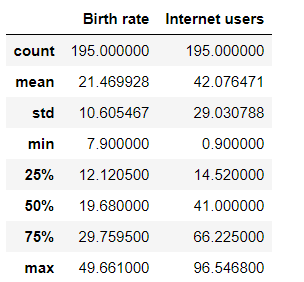 Birth rate Internet users
count 195.000000 195.000000
mean 21.469928 42.076471
std 10.605467 29.030788
min 7.900000 0.900000
25% 12.120500 14.520000
50% 19.680000 41.000000
75% 29.759500 66.225000
max 49.661000 96.546800